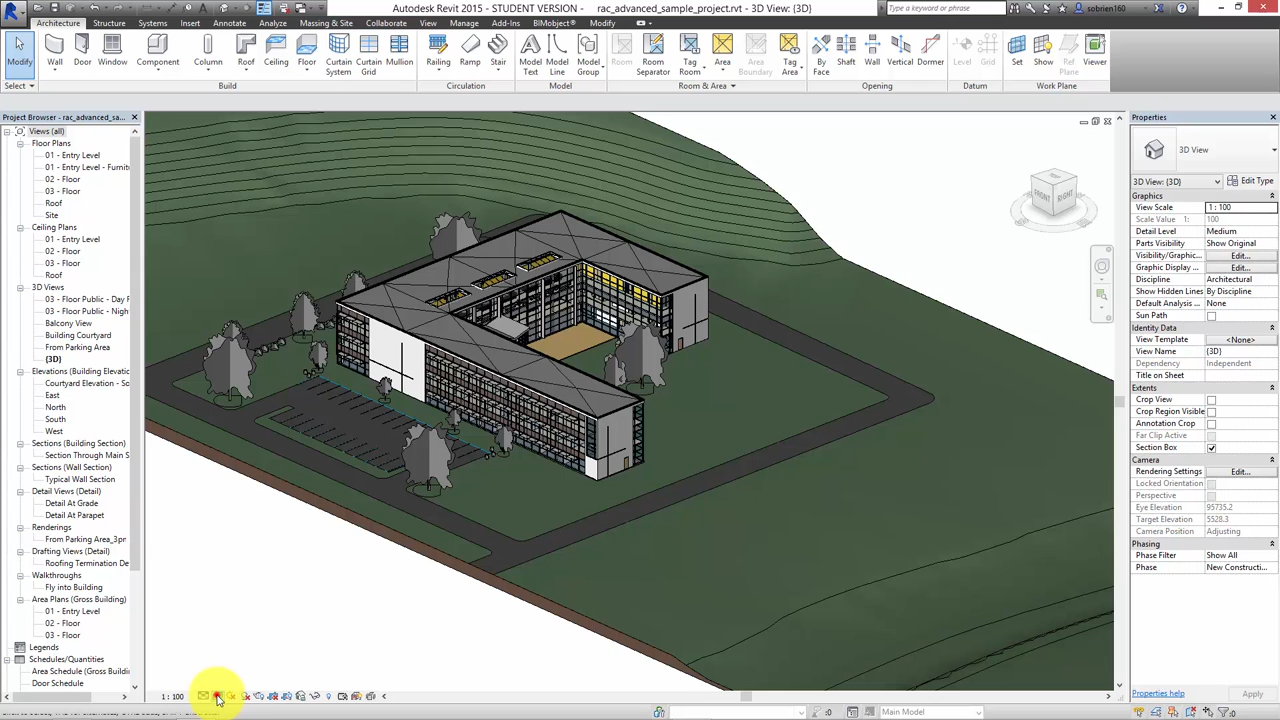 Autodesk Revit 2015 - STUDENT VERSION - rac_advanced_sample_project.rvt - 3D View: {3D}
Type a keyword or phrase
sobrien160
Architecture Structure Systems Insert Annotate Analyze Massing & Site Collaborate View Manage Add-Ins BIMobject® Modify
Modify Wall Door Window Component Column Roof Ceiling Floor Curtain System Curtain Grid Mullion Railing Ramp Stair Model Text Model Line Model Group Room Room Separator Tag Room Area Area Boundary Tag Area By Face Shaft Wall Vertical Dormer Level Grid Set Show Ref Plane Viewer
Select Build Circulation Model Room & Area Opening Datum Work Plane
Project Browser - rac_advanced_sa...
Views (all)
Floor Plans
01 - Entry Level
01 - Entry Level - Furnit
02 - Floor
03 - Floor
Roof
Site
Ceiling Plans
01 - Entry Level
02 - Floor
03 - Floor
Roof
3D Views
03 - Floor Public - Day F
03 - Floor Public - Nigh
Balcony View
Building Courtyard
From Parking Area
{3D}
Elevations (Building Elevation)
Courtyard Elevation - So
East
North
South
West
Sections (Building Section)
Section Through Main S
Sections (Wall Section)
Typical Wall Section
Detail Views (Detail)
Detail At Grade
Detail At Parapet
Renderings
From Parking Area_3pr
Drafting Views (Detail)
Roofing Termination De
Walkthroughs
Fly into Building
Area Plans (Gross Building)
01 - Entry Level
02 - Floor
03 - Floor
Legends
Schedules/Quantities
Area Schedule (Gross Buildin
Door Schedule
TOP
FRONT
RIGHT
Properties
3D View
3D View: {3D} Edit Type
Graphics
View Scale 1 : 100
Scale Value 1: 100
Detail Level Medium
Parts Visibility Show Original
Visibility/Graphic... Edit...
Graphic Display ... Edit...
Discipline Architectural
Show Hidden Lines By Discipline
Default Analysis ... None
Sun Path
Identity Data
View Template <None>
View Name {3D}
Dependency Independent
Title on Sheet
Extents
Crop View
Crop Region Visible
Annotation Crop
Far Clip Active
Section Box
Camera
Rendering Settings Edit...
Locked Orientation
Perspective
Eye Elevation 95735.2
Target Elevation 5528.3
Camera Position Adjusting
Phasing
Phase Filter Show All
Phase New Constructi...
Properties help Apply
1 : 100
:0 Main Model :0